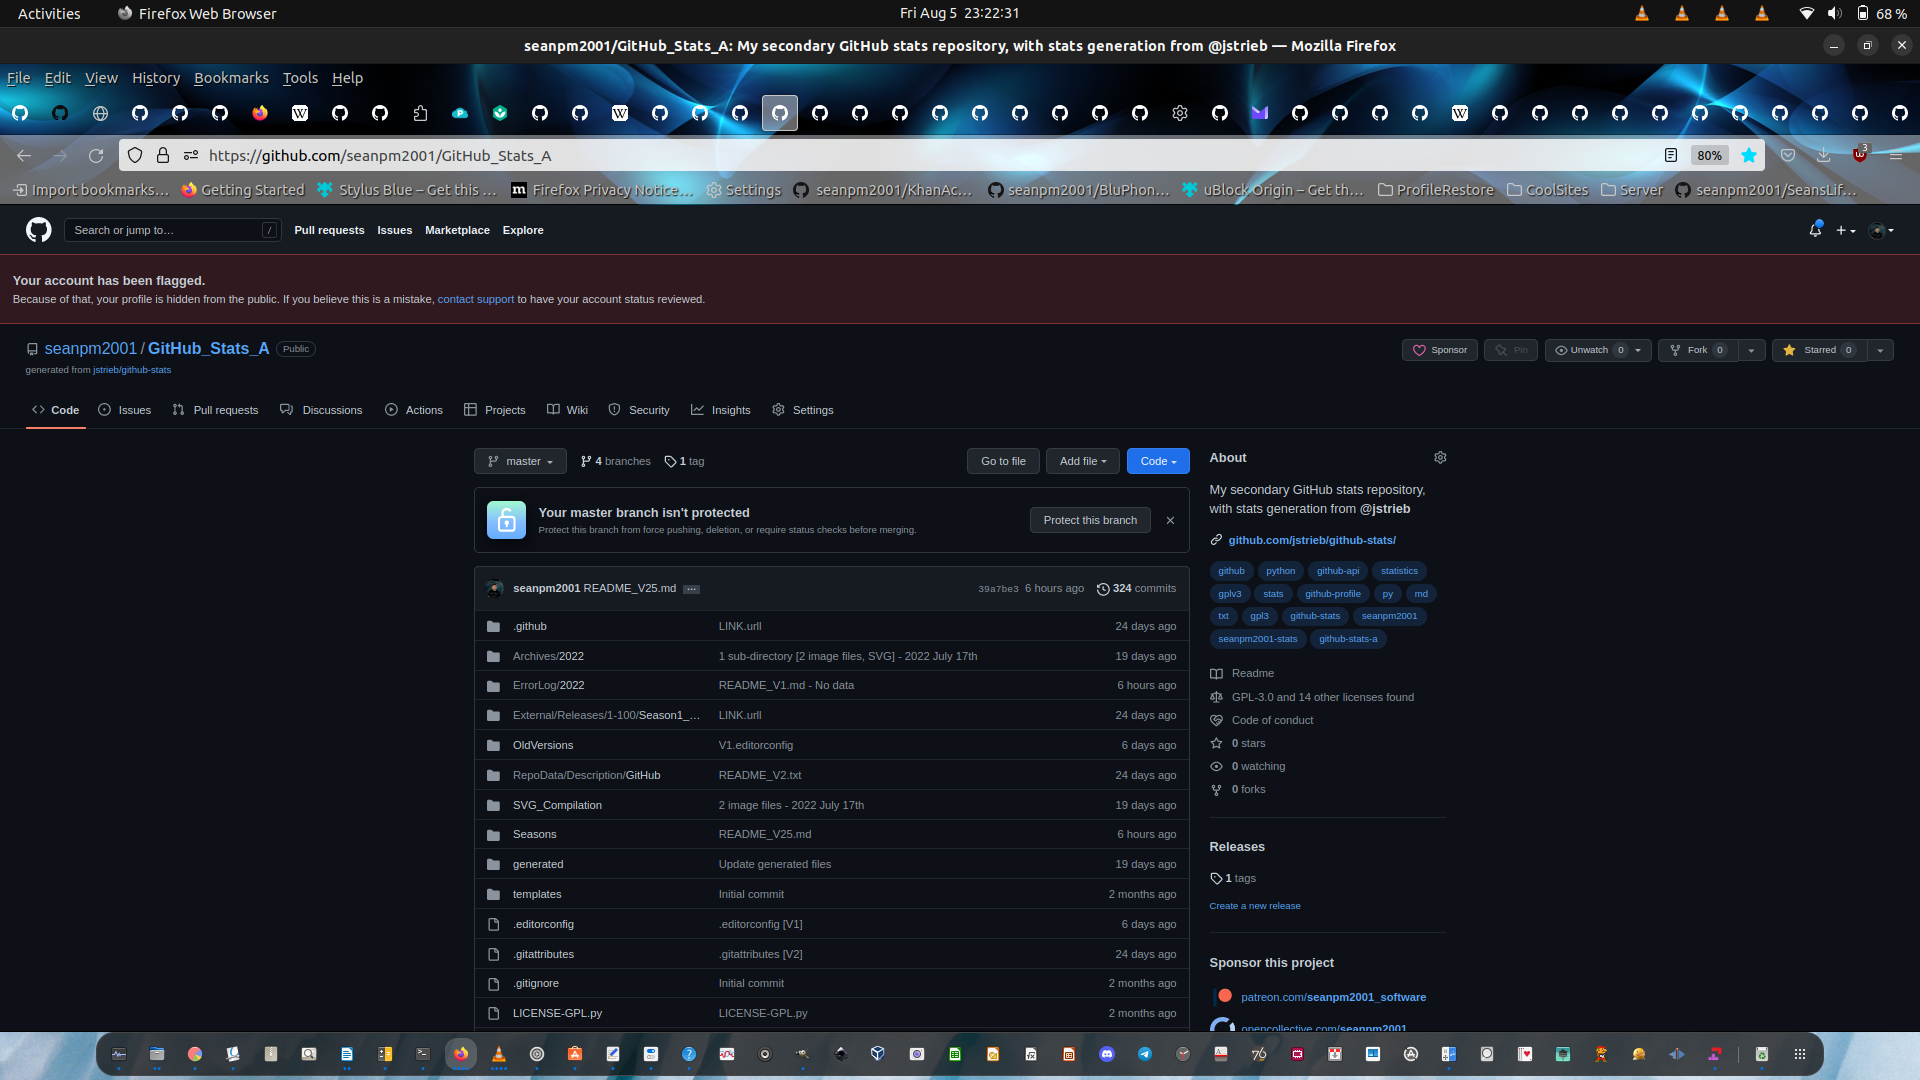 Activities
Firefox Web Browser
Fri Aug 5 23:22:31
68 %
seanpm2001/GitHub_Stats_A: My secondary GitHub stats repository, with stats generation from @jstrieb — Mozilla Firefox
File Edit View History Bookmarks Tools Help
https://github.com/seanpm2001/GitHub_Stats_A
80%
3
Import bookmarks… Getting Started Stylus Blue – Get this … Firefox Privacy Notice… Settings seanpm2001/KhanAc… seanpm2001/BluPhon… uBlock Origin – Get th… ProfileRestore CoolSites Server seanpm2001/SeansLif…
Search or jump to… /
Pull requests Issues Marketplace Explore
Your account has been flagged.
Because of that, your profile is hidden from the public. If you believe this is a mistake, contact support to have your account status reviewed.
seanpm2001 / GitHub_Stats_A Public
generated from jstrieb/github-stats
Sponsor Pin Unwatch 0 Fork 0 Starred 0
Code Issues Pull requests Discussions Actions Projects Wiki Security Insights Settings
master 4 branches 1 tag
Go to file Add file Code
Your master branch isn't protected
Protect this branch from force pushing, deletion, or require status checks before merging.
Protect this branch
seanpm2001 README_V25.md … 39a7be3 6 hours ago 324 commits
.github LINK.urll 24 days ago
Archives/2022 1 sub-directory [2 image files, SVG] - 2022 July 17th 19 days ago
ErrorLog/2022 README_V1.md - No data 6 hours ago
External/Releases/1-100/Season1_… LINK.urll 24 days ago
OldVersions V1.editorconfig 6 days ago
RepoData/Description/GitHub README_V2.txt 24 days ago
SVG_Compilation 2 image files - 2022 July 17th 19 days ago
Seasons README_V25.md 6 hours ago
generated Update generated files 19 days ago
templates Initial commit 2 months ago
.editorconfig .editorconfig [V1] 6 days ago
.gitattributes .gitattributes [V2] 24 days ago
.gitignore Initial commit 2 months ago
LICENSE-GPL.py LICENSE-GPL.py 2 months ago
About
My secondary GitHub stats repository,
with stats generation from @jstrieb
github.com/jstrieb/github-stats/
github python github-api statistics
gplv3 stats github-profile py md
txt gpl3 github-stats seanpm2001
seanpm2001-stats github-stats-a
Readme
GPL-3.0 and 14 other licenses found
Code of conduct
0 stars
0 watching
0 forks
Releases
1 tags
Create a new release
Sponsor this project
patreon.com/seanpm2001_software
opencollective.com/seanpm2001